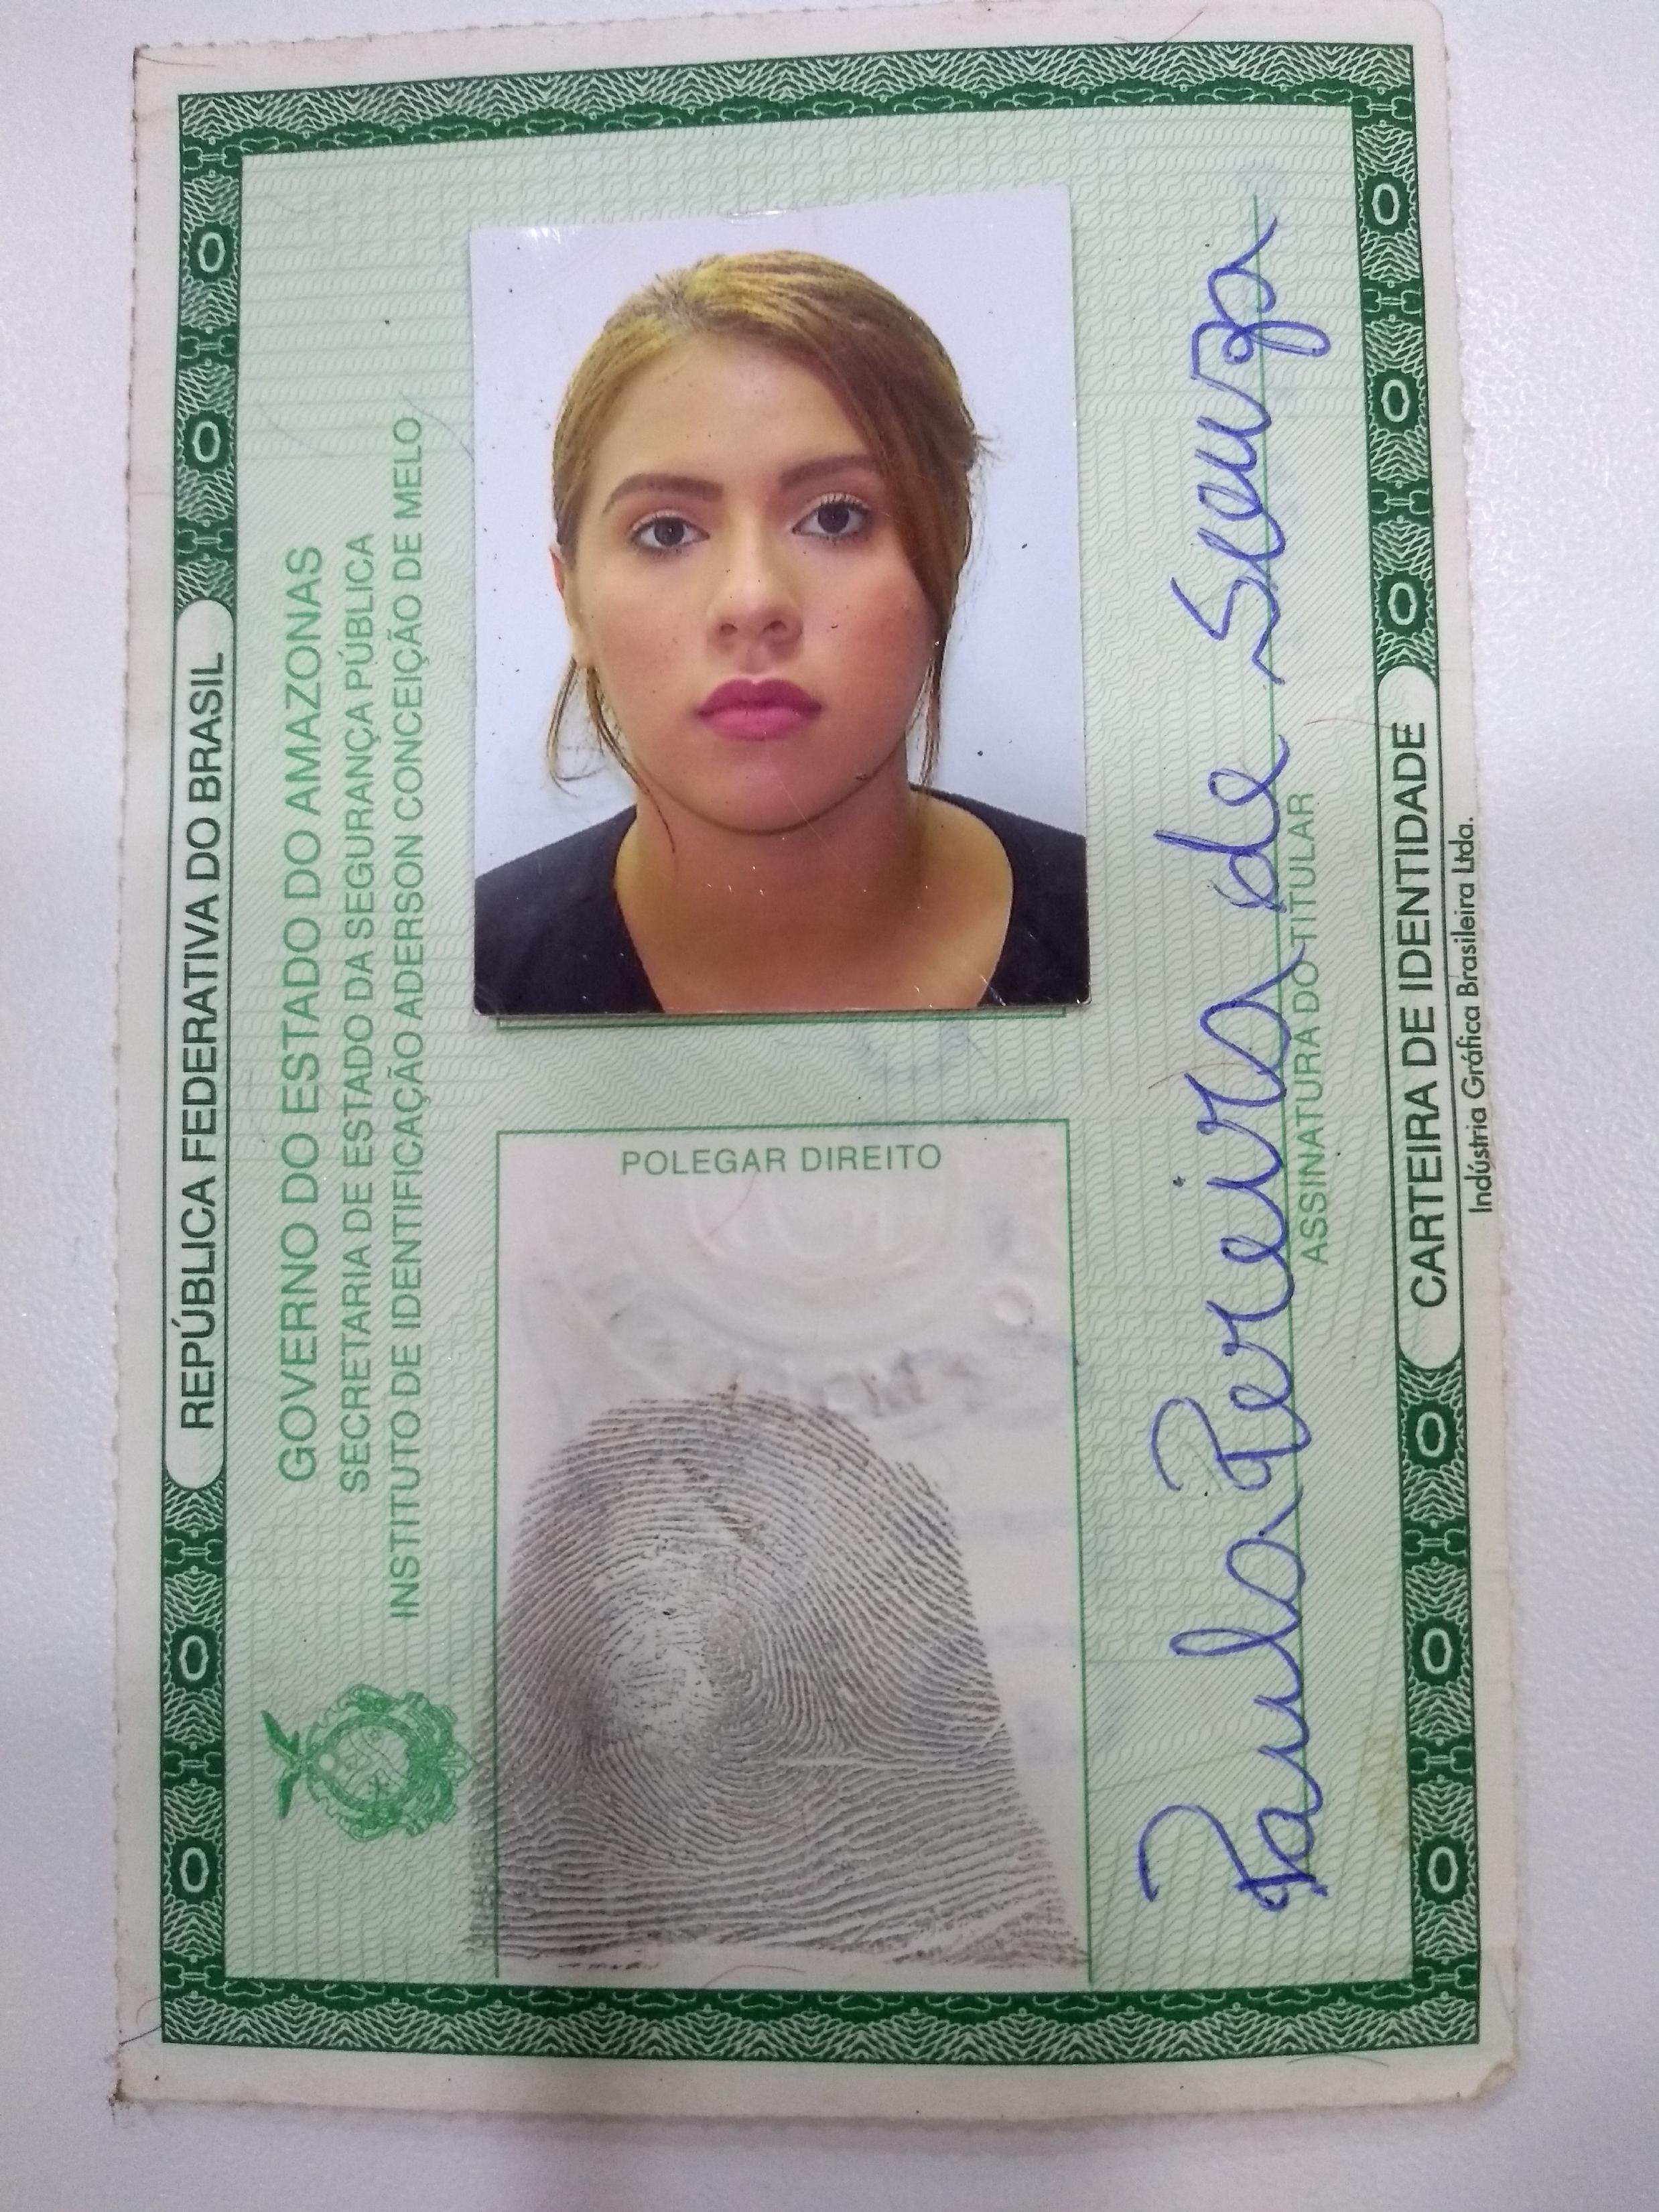 REPÚBLICA FEDERATIVA DO BRASIL
GOVERNO DO ESTADO DO AMAZONAS
SECRETARIA DE ESTADO DA SEGURANÇA PÚBLICA
INSTITUTO DE IDENTIFICAÇÃO ADERSON CONCEIÇÃO DE MELO
POLEGAR DIREITO
Paula Pereira de Souza
ASSINATURA DO TITULAR
CARTEIRA DE IDENTIDADE
Indústria Gráfica Brasileira Ltda.